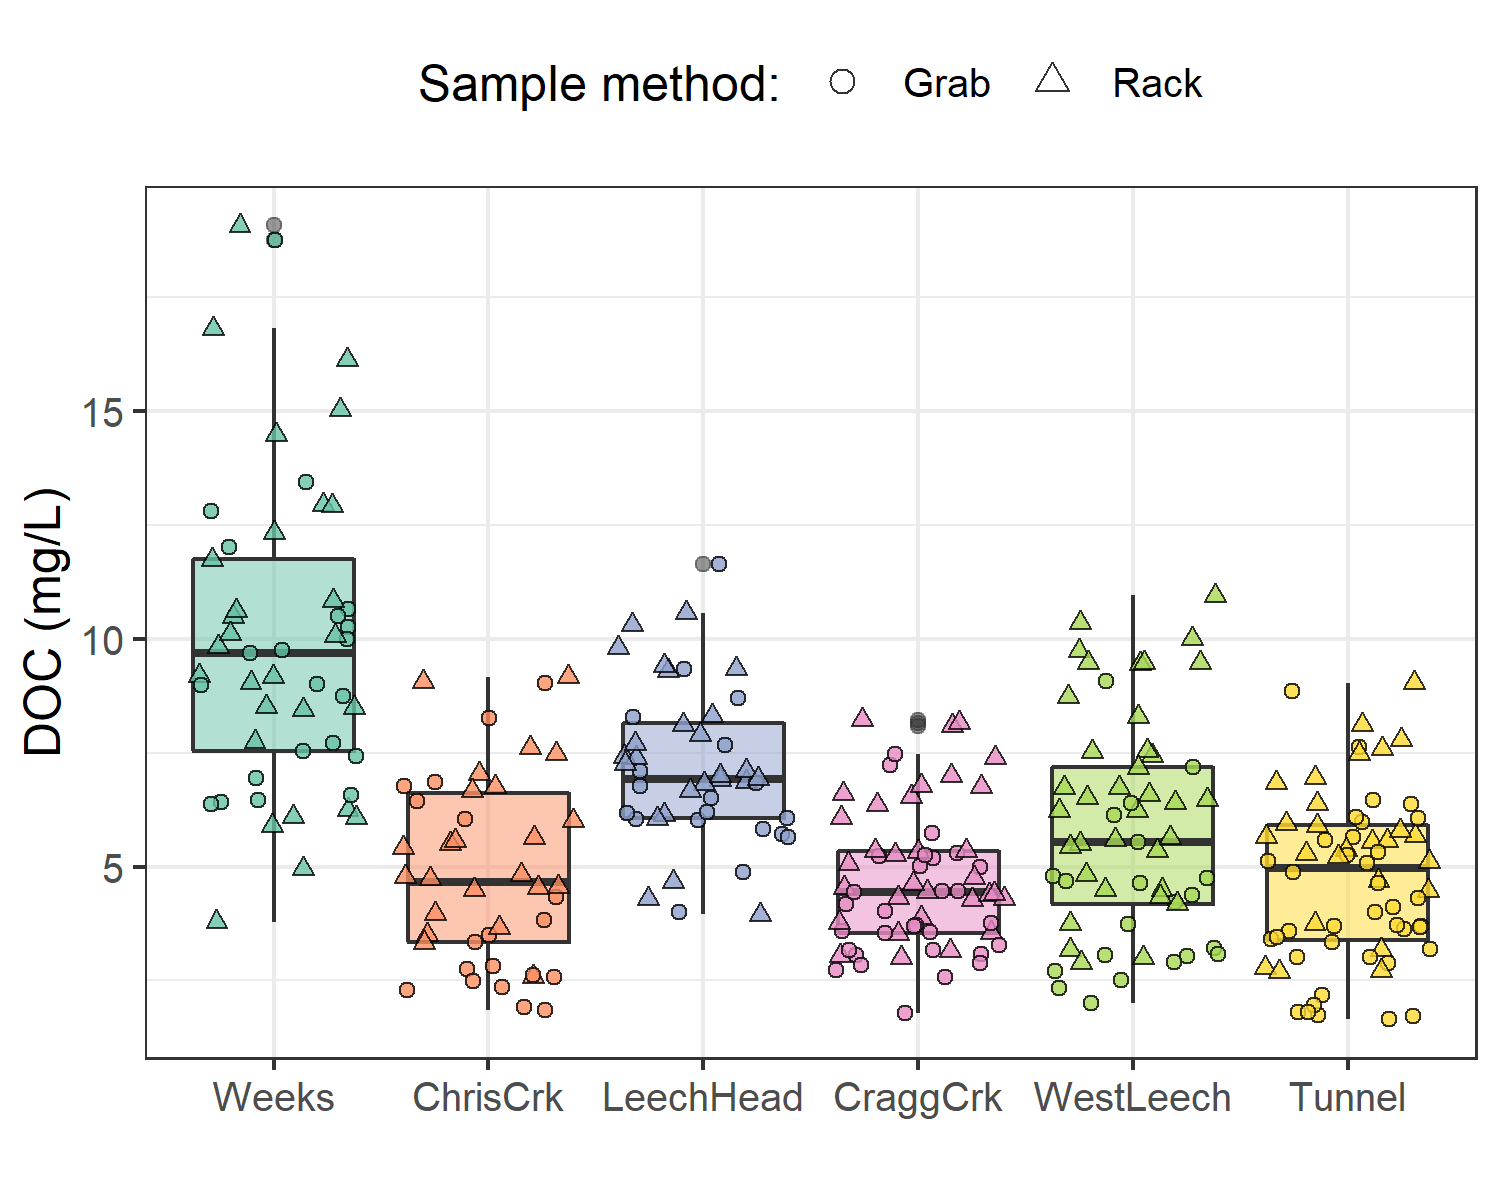 Sample method: Grab Rack
DOC (mg/L)
15
10
5
Weeks ChrisCrk LeechHead CraggCrk WestLeech Tunnel